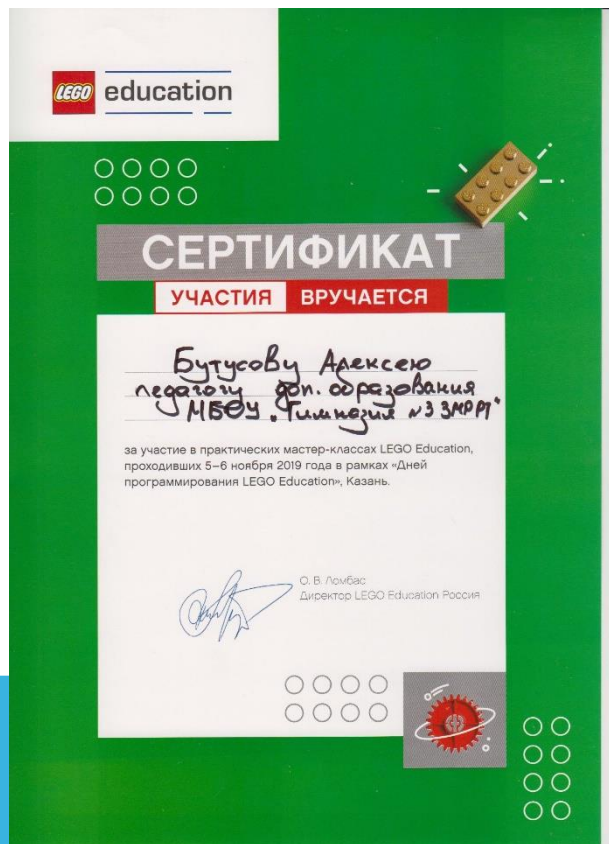 LEGO education
СЕРТИФИКАТ
УЧАСТИЯ ВРУЧАЕТСЯ
Бутусову Алексею
педагогу доп. образования
МБОУ "Гимназия №3 ЗМР РТ"
за участие в практических мастер-классах LEGO Education,
проходивших 5–6 ноября 2019 года в рамках «Дней
программирования LEGO Education», Казань.
О. В. Ломбас
Директор LEGO Education Россия